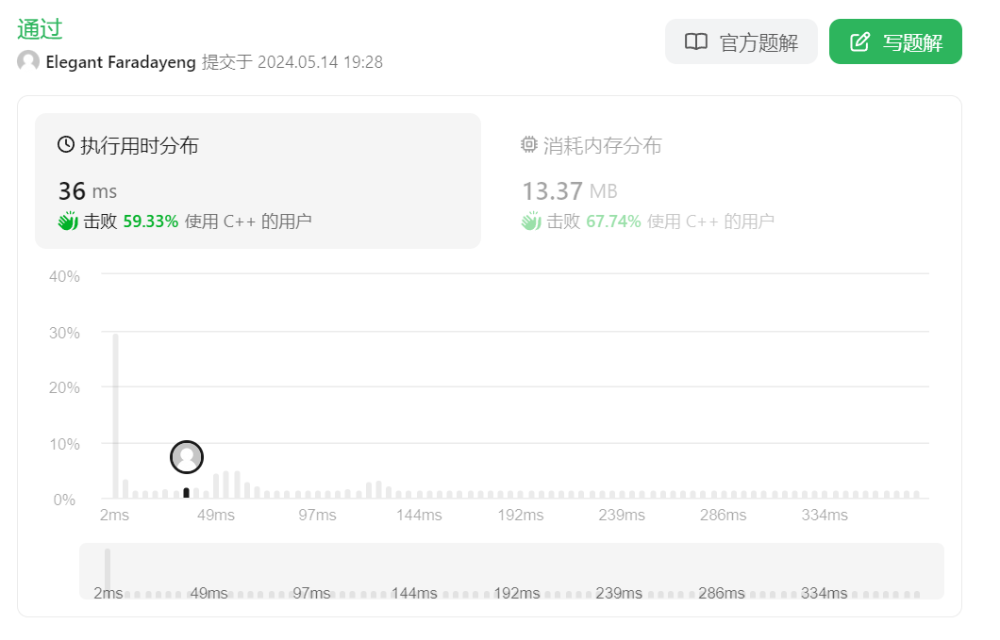 通过
Elegant Faradayeng 提交于 2024.05.14 19:28
官方题解
写题解
执行用时分布
36 ms
击败 59.33% 使用 C++ 的用户
消耗内存分布
13.37 MB
击败 67.74% 使用 C++ 的用户
40%
30%
20%
10%
0%
2ms 49ms 97ms 144ms 192ms 239ms 286ms 334ms
2ms 49ms 97ms 144ms 192ms 239ms 286ms 334ms